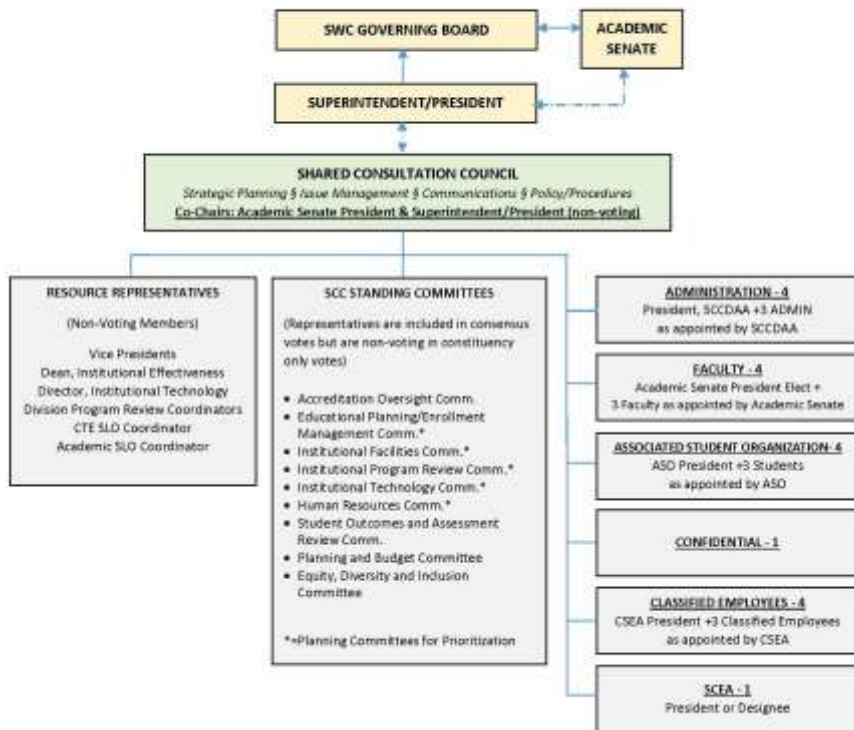 SWC GOVERNING BOARD
ACADEMIC
SENATE
SUPERINTENDENT/PRESIDENT
SHARED CONSULTATION COUNCIL
Strategic Planning § Issue Management § Communications § Policy/Procedures
Co-Chairs: Academic Senate President & Superintendent/President (non-voting)
RESOURCE REPRESENTATIVES
(Non-Voting Members)
Vice Presidents
Dean, Institutional Effectiveness
Director, Institutional Technology
Division Program Review Coordinators
CTE SLO Coordinator
Academic SLO Coordinator
SCC STANDING COMMITTEES
(Representatives are included in consensus
votes but are non-voting in constituency
only votes)
• Accreditation Oversight Comm.
• Educational Planning/Enrollment
Management Comm.*
• Institutional Facilities Comm.*
• Institutional Program Review Comm.*
• Institutional Technology Comm.*
• Human Resources Comm.*
• Student Outcomes and Assessment
Review Comm.
• Planning and Budget Committee
• Equity, Diversity and Inclusion
Committee
*=Planning Committees for Prioritization
ADMINISTRATION - 4
President, SCCDAA +3 ADMIN
as appointed by SCCDAA
FACULTY - 4
Academic Senate President Elect +
3 Faculty as appointed by Academic Senate
ASSOCIATED STUDENT ORGANIZATION- 4
ASO President +3 Students
as appointed by ASO
CONFIDENTIAL - 1
CLASSIFIED EMPLOYEES - 4
CSEA President +3 Classified Employees
as appointed by CSEA
SCEA - 1
President or Designee